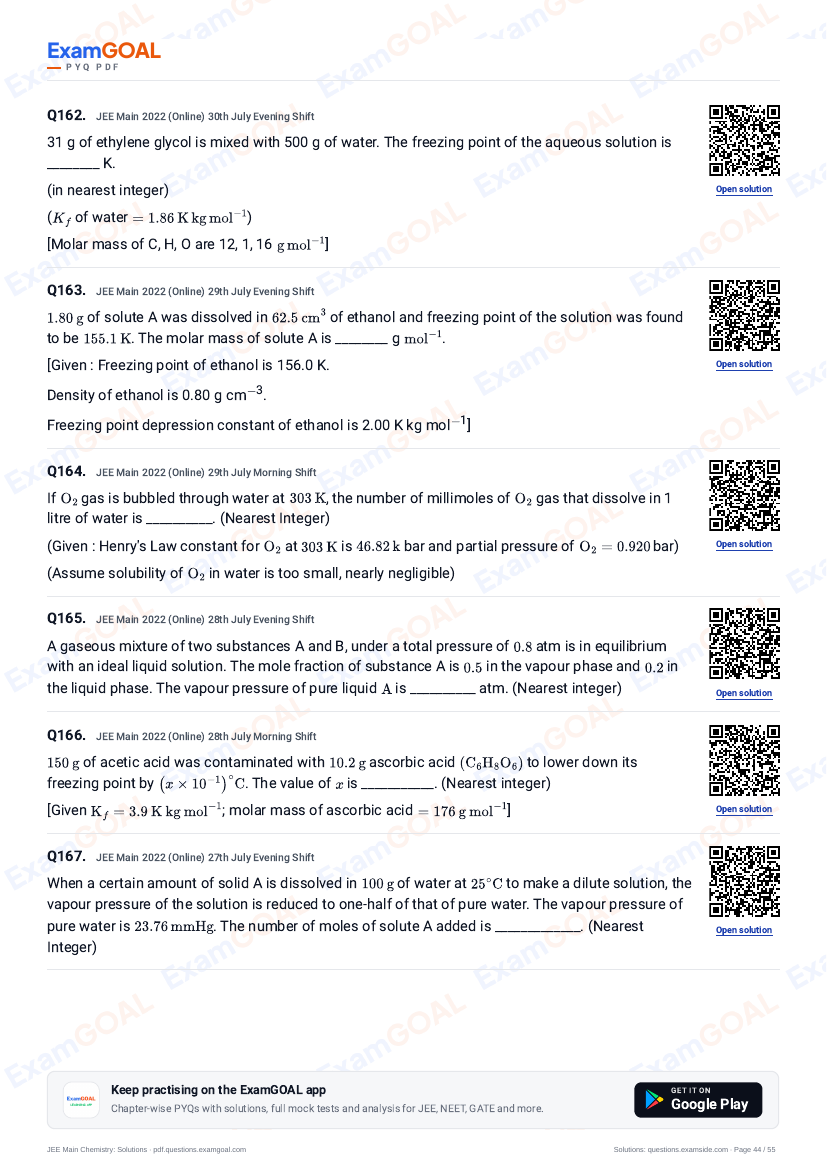 ExamGOAL
PYQ PDF
Q162. JEE Main 2022 (Online) 30th July Evening Shift
31 g of ethylene glycol is mixed with 500 g of water. The freezing point of the aqueous solution is
________ K.
(in nearest integer)
(K_f of water = 1.86 K kg mol⁻¹)
[Molar mass of C, H, O are 12, 1, 16 g mol⁻¹]
Open solution
Q163. JEE Main 2022 (Online) 29th July Evening Shift
1.80 g of solute A was dissolved in 62.5 cm³ of ethanol and freezing point of the solution was found
to be 155.1 K. The molar mass of solute A is ________ g mol⁻¹.
[Given : Freezing point of ethanol is 156.0 K.
Density of ethanol is 0.80 g cm⁻³.
Freezing point depression constant of ethanol is 2.00 K kg mol⁻¹]
Open solution
Q164. JEE Main 2022 (Online) 29th July Morning Shift
If O₂ gas is bubbled through water at 303 K, the number of millimoles of O₂ gas that dissolve in 1
litre of water is __________. (Nearest Integer)
(Given : Henry's Law constant for O₂ at 303 K is 46.82 k bar and partial pressure of O₂ = 0.920 bar)
(Assume solubility of O₂ in water is too small, nearly negligible)
Open solution
Q165. JEE Main 2022 (Online) 28th July Evening Shift
A gaseous mixture of two substances A and B, under a total pressure of 0.8 atm is in equilibrium
with an ideal liquid solution. The mole fraction of substance A is 0.5 in the vapour phase and 0.2 in
the liquid phase. The vapour pressure of pure liquid A is __________ atm. (Nearest integer)
Open solution
Q166. JEE Main 2022 (Online) 28th July Morning Shift
150 g of acetic acid was contaminated with 10.2 g ascorbic acid (C₆H₈O₆) to lower down its
freezing point by (x × 10⁻¹)°C. The value of x is ___________. (Nearest integer)
[Given K_f = 3.9 K kg mol⁻¹; molar mass of ascorbic acid = 176 g mol⁻¹]
Open solution
Q167. JEE Main 2022 (Online) 27th July Evening Shift
When a certain amount of solid A is dissolved in 100 g of water at 25°C to make a dilute solution, the
vapour pressure of the solution is reduced to one-half of that of pure water. The vapour pressure of
pure water is 23.76 mmHg. The number of moles of solute A added is _____________. (Nearest
Integer)
Open solution
ExamGOAL
Keep practising on the ExamGOAL app
Chapter-wise PYQs with solutions, full mock tests and analysis for JEE, NEET, GATE and more.
GET IT ON
Google Play
JEE Main Chemistry: Solutions · pdf.questions.examgoal.com
Solutions: questions.examside.com · Page 44 / 55